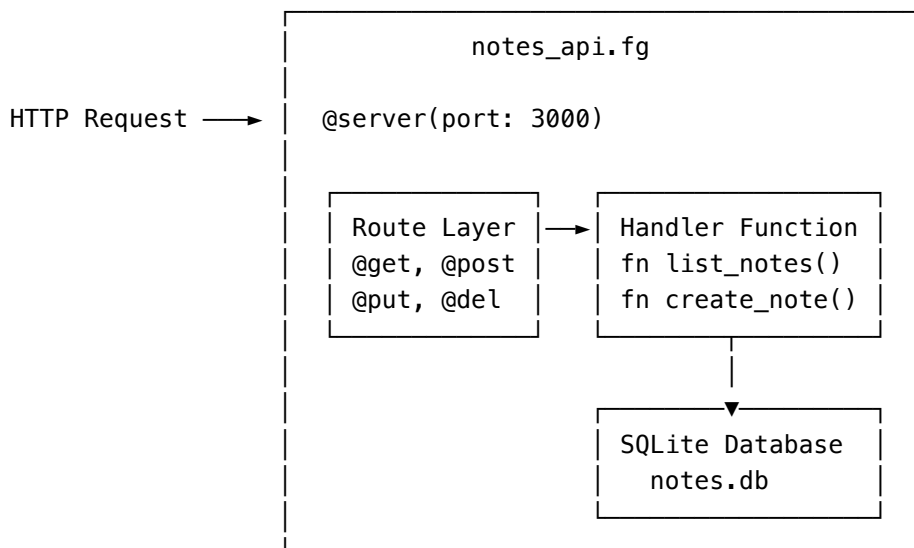 notes_api.fg
HTTP Request
@server(port: 3000)
Route Layer
@get, @post
@put, @del
Handler Function
fn list_notes()
fn create_note()
SQLite Database
notes.db